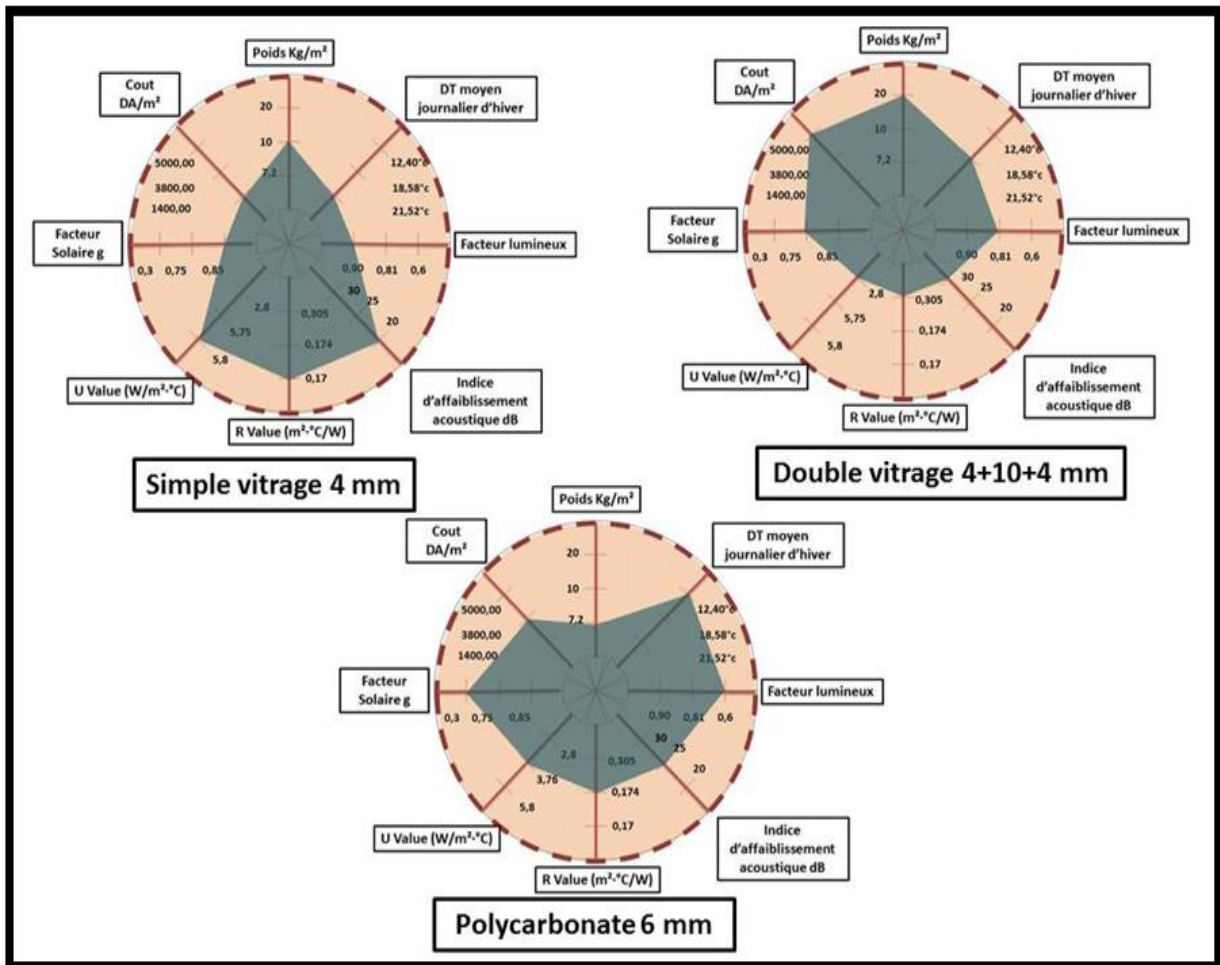 Poids Kg/m²
Cout
DA/m²
DT moyen
journalier d'hiver
20
10
7,2
5000,00
3800,00
1400,00
12,40°c
18,58°c
21,52°c
Facteur
Solaire g
Facteur lumineux
0,3 0,75 0,85
0,90 0,81 0,6
30
25
20
2,8
5,75
5,8
0,305
0,174
0,17
U Value (W/m²·°C)
R Value (m²·°C/W)
Indice
d'affaiblissement
acoustique dB
Simple vitrage 4 mm
Poids Kg/m²
Cout
DA/m²
DT moyen
journalier d'hiver
20
10
7,2
5000,00
3800,00
1400,00
12,40°c
18,58°c
21,52°c
Facteur
Solaire g
Facteur lumineux
0,3 0,75 0,85
0,90 0,81 0,6
30
25
20
2,8
5,75
5,8
0,305
0,174
0,17
U Value (W/m²·°C)
R Value (m²·°C/W)
Indice
d'affaiblissement
acoustique dB
Double vitrage 4+10+4 mm
Poids Kg/m²
Cout
DA/m²
DT moyen
journalier d'hiver
20
10
7,2
5000,00
3800,00
1400,00
12,40°c
18,58°c
21,52°c
Facteur
Solaire g
Facteur lumineux
0,3 0,75 0,85
0,90 0,81 0,6
30
25
20
2,8
3,76
5,8
0,305
0,174
0,17
U Value (W/m²·°C)
R Value (m²·°C/W)
Indice
d'affaiblissement
acoustique dB
Polycarbonate 6 mm